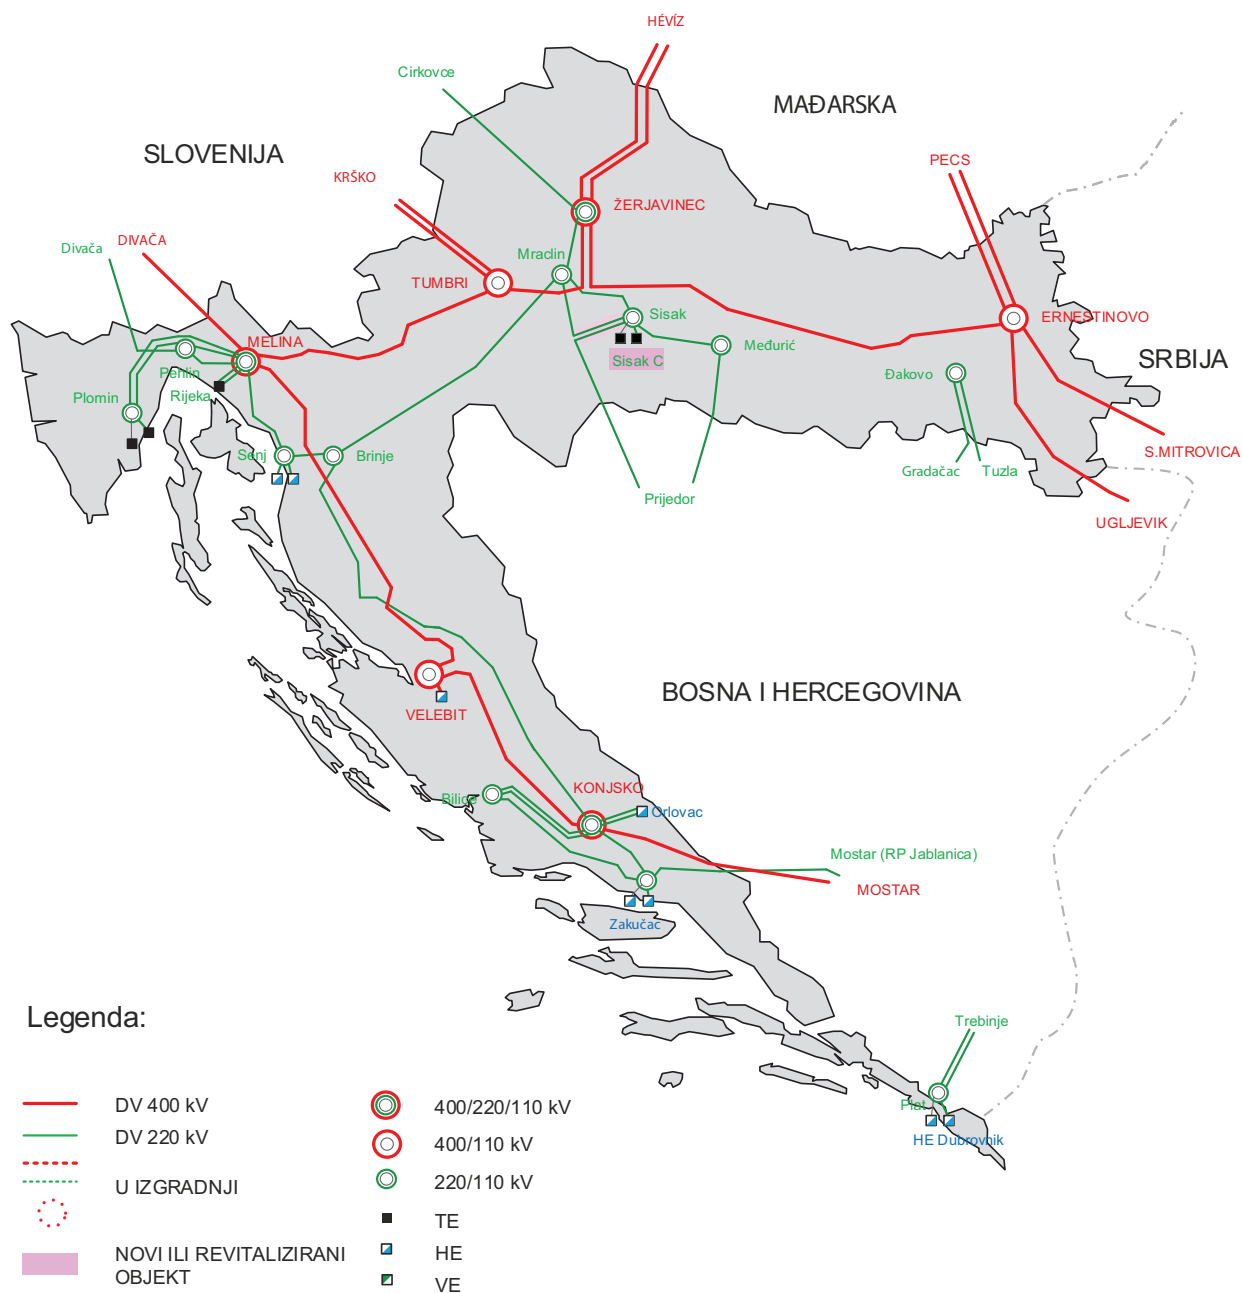 HÉVÍZ
Cirkovce
MAĐARSKA
SLOVENIJA
PECS
KRŠKO
ŽERJAVINEC
DIVAČA
Divača
Mraclin
TUMBRI
Sisak
ERNESTINOVO
MELINA
Međurić
SRBIJA
Sisak C
Pehlin
Đakovo
Rijeka
Plomin
S.MITROVICA
Senj
Brinje
Gradačac
Tuzla
Prijedor
UGLJEVIK
BOSNA I HERCEGOVINA
VELEBIT
KONJSKO
Bilice
Orlovac
Mostar (RP Jablanica)
MOSTAR
Zakučac
Legenda:
Trebinje
Plat
HE Dubrovnik
DV 400 kV
DV 220 kV
U IZGRADNJI
NOVI ILI REVITALIZIRANI
OBJEKT
400/220/110 kV
400/110 kV
220/110 kV
TE
HE
VE